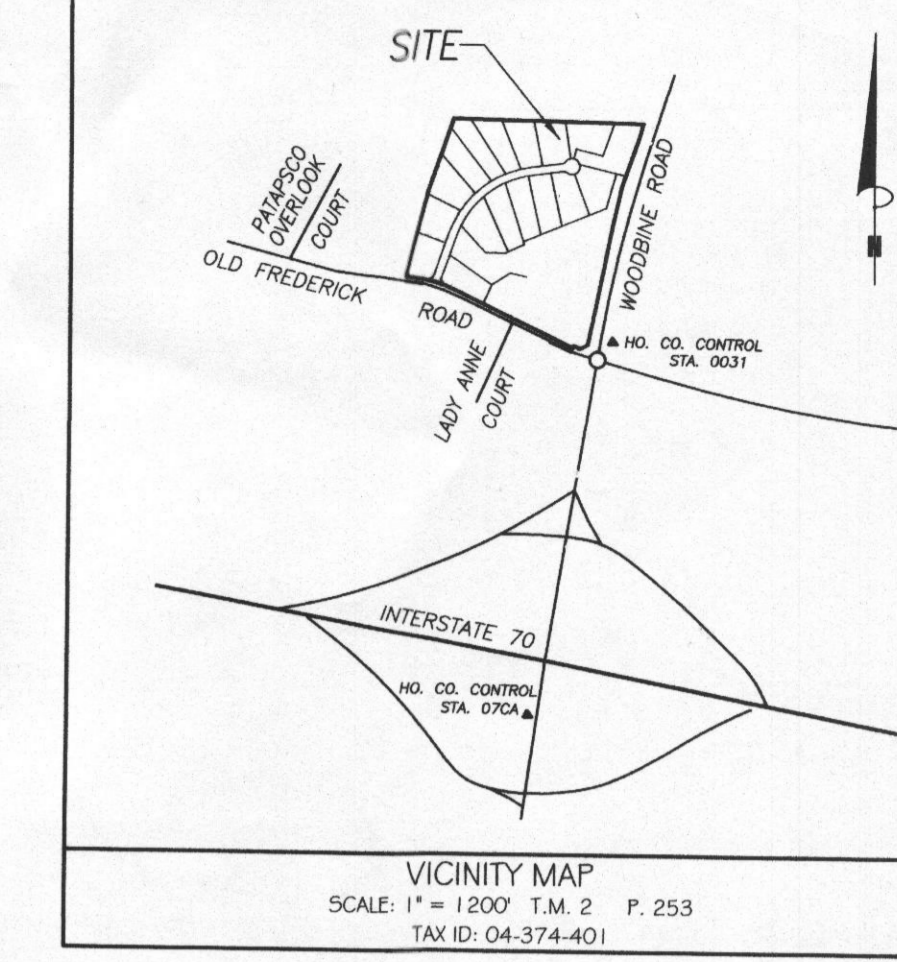 SITE
PATAPSCO
OVERLOOK
COURT
WOODBINE ROAD
OLD FREDERICK
ROAD
N
LADY ANNE
COURT
HO. CO. CONTROL
STA. 0031
INTERSTATE 70
HO. CO. CONTROL
STA. 07CA
VICINITY MAP
SCALE: 1" = 1200' T.M. 2 P. 253
TAX ID: 04-374-401